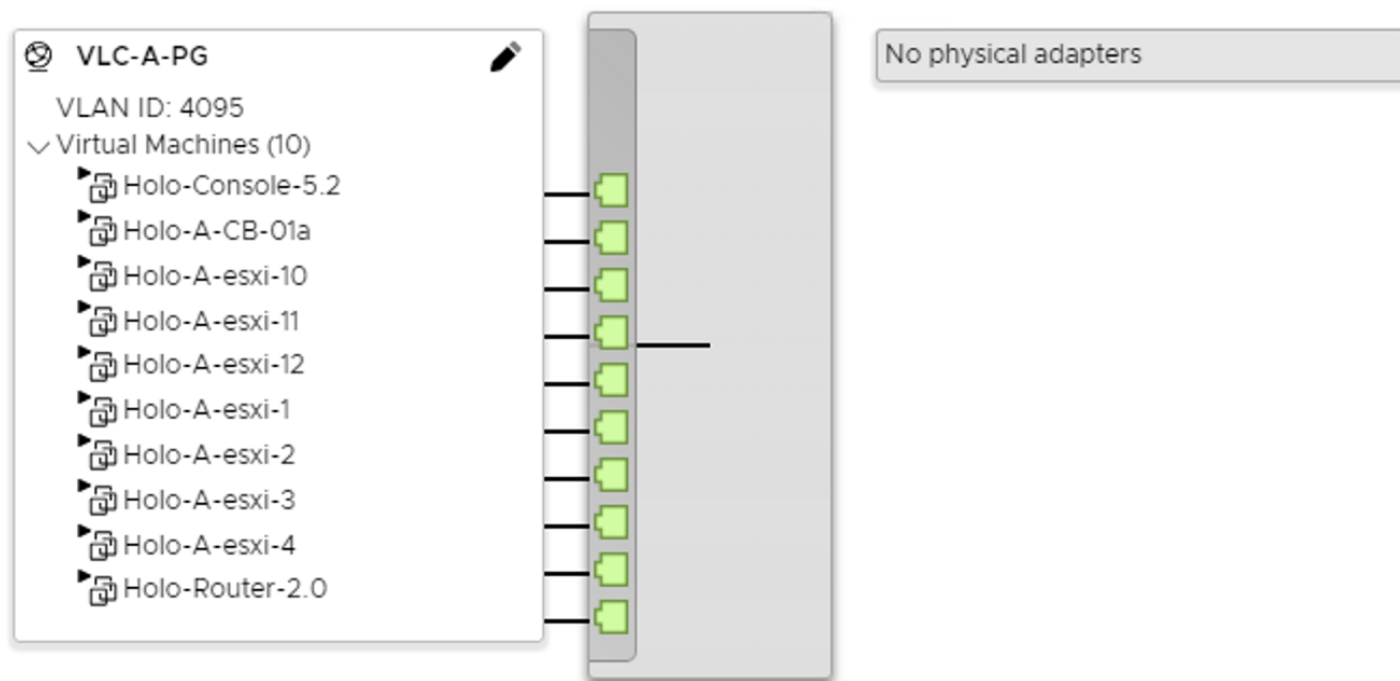 VLC-A-PG
No physical adapters
VLAN ID: 4095
Virtual Machines (10)
Holo-Console-5.2
Holo-A-CB-01a
Holo-A-esxi-10
Holo-A-esxi-11
Holo-A-esxi-12
Holo-A-esxi-1
Holo-A-esxi-2
Holo-A-esxi-3
Holo-A-esxi-4
Holo-Router-2.0